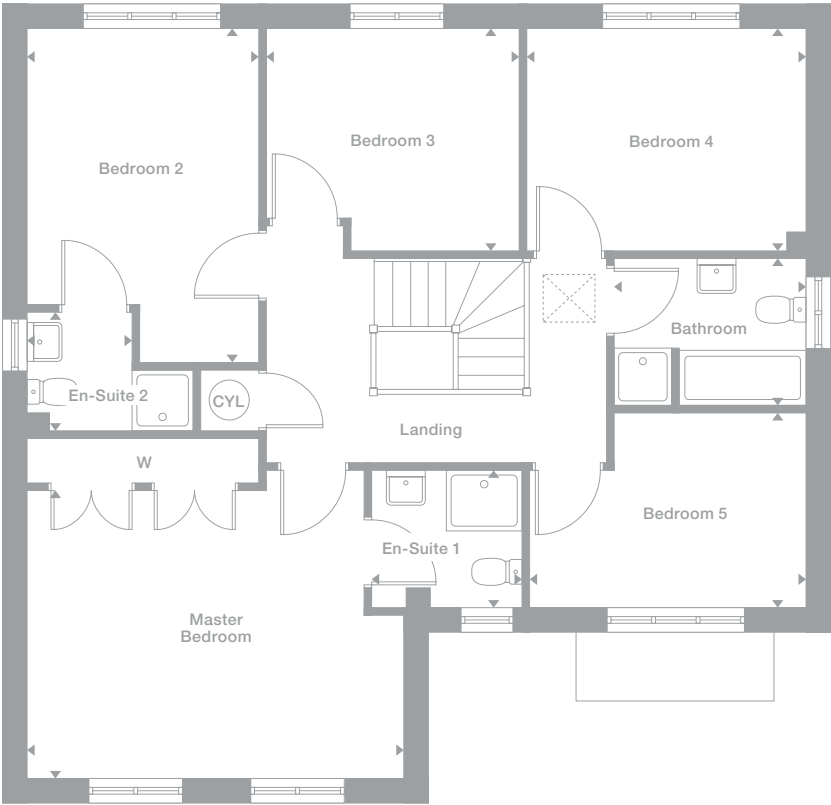 Bedroom 3
Bedroom 4
Bedroom 2
Bathroom
En-Suite 2
CYL
Landing
W
Bedroom 5
En-Suite 1
Master
Bedroom